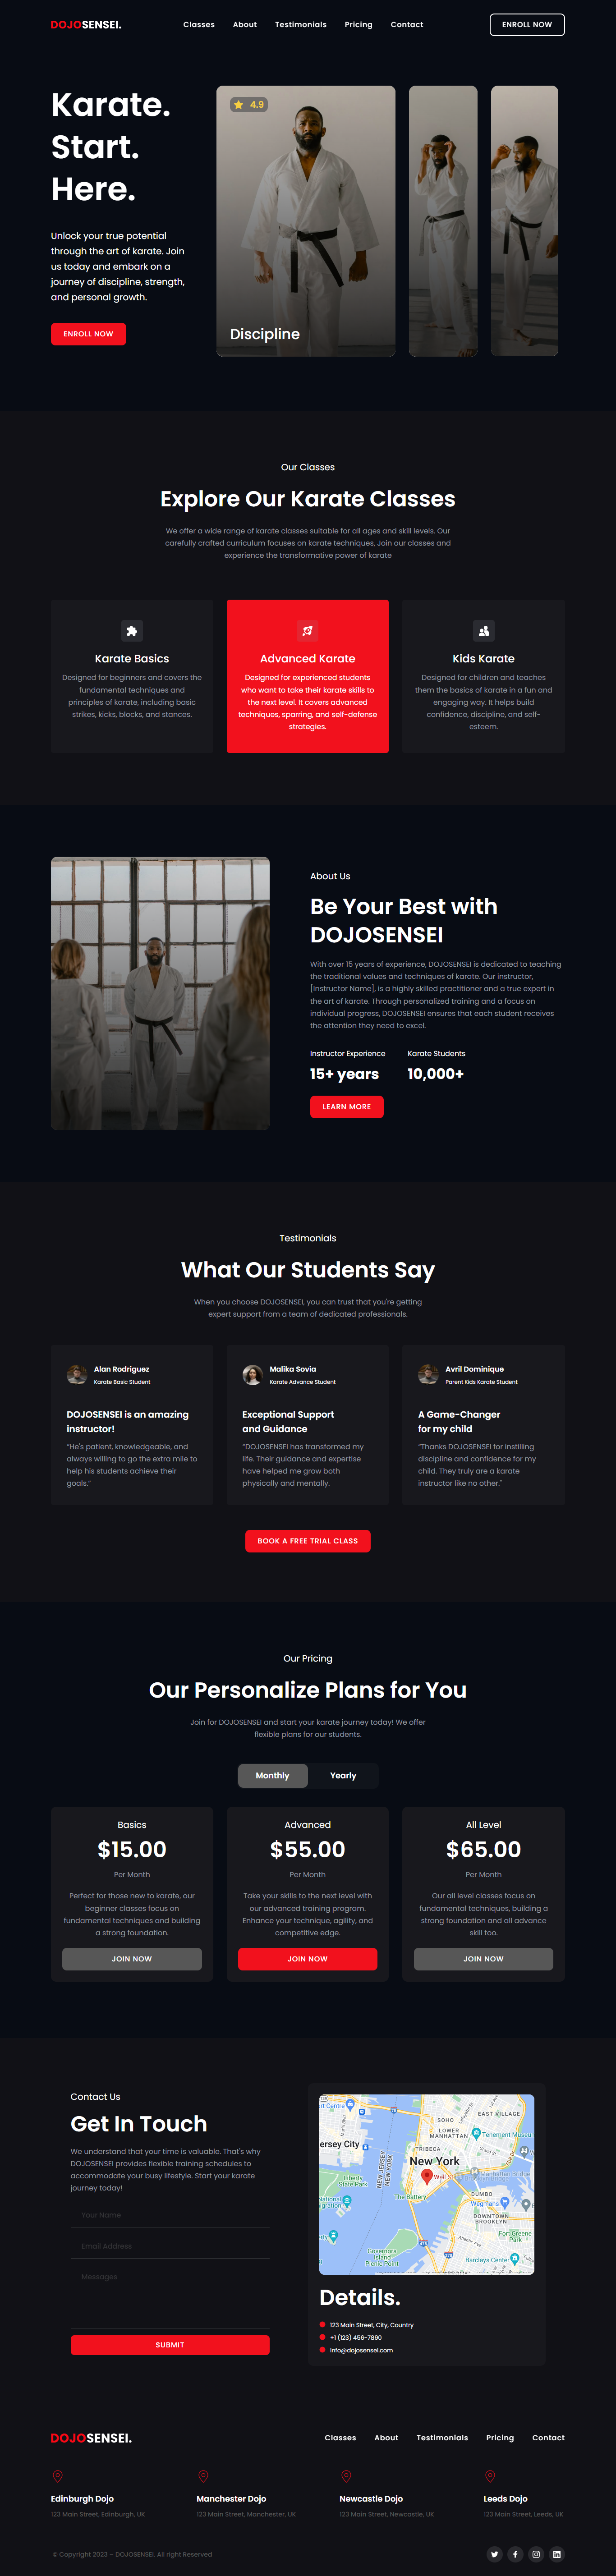 DOJOSENSEI.
Classes
About
Testimonials
Pricing
Contact
ENROLL NOW
Karate.
Start.
Here.
Unlock your true potential
through the art of karate. Join
us today and embark on a
journey of discipline, strength,
and personal growth.
ENROLL NOW
4.9
Discipline
Our Classes
Explore Our Karate Classes
We offer a wide range of karate classes suitable for all ages and skill levels. Our
carefully crafted curriculum focuses on karate techniques, Join our classes and
experience the transformative power of karate
Karate Basics
Designed for beginners and covers the
fundamental techniques and
principles of karate, including basic
strikes, kicks, blocks, and stances.
Advanced Karate
Designed for experienced students
who want to take their karate skills to
the next level. It covers advanced
techniques, sparring, and self-defense
strategies.
Kids Karate
Designed for children and teaches
them the basics of karate in a fun and
engaging way. It helps build
confidence, discipline, and self-
esteem.
About Us
Be Your Best with
DOJOSENSEI
With over 15 years of experience, DOJOSENSEI is dedicated to teaching
the traditional values and techniques of karate. Our instructor,
[Instructor Name], is a highly skilled practitioner and a true expert in
the art of karate. Through personalized training and a focus on
individual progress, DOJOSENSEI ensures that each student receives
the attention they need to excel.
Instructor Experience
15+ years
Karate Students
10,000+
LEARN MORE
Testimonials
What Our Students Say
When you choose DOJOSENSEI, you can trust that you're getting
expert support from a team of dedicated professionals.
Alan Rodriguez
Karate Basic Student
DOJOSENSEI is an amazing
instructor!
"He's patient, knowledgeable, and
always willing to go the extra mile to
help his students achieve their
goals."
Malika Sovia
Karate Advance Student
Exceptional Support
and Guidance
"DOJOSENSEI has transformed my
life. Their guidance and expertise
have helped me grow both
physically and mentally.
Avril Dominique
Parent Kids Karate Student
A Game-Changer
for my child
"Thanks DOJOSENSEI for instilling
discipline and confidence for my
child. They truly are a karate
instructor like no other."
BOOK A FREE TRIAL CLASS
Our Pricing
Our Personalize Plans for You
Join for DOJOSENSEI and start your karate journey today! We offer
flexible plans for our students.
Monthly
Yearly
Basics
$15.00
Per Month
Perfect for those new to karate, our
beginner classes focus on
fundamental techniques and building
a strong foundation.
JOIN NOW
Advanced
$55.00
Per Month
Take your skills to the next level with
our advanced training program.
Enhance your technique, agility, and
competitive edge.
JOIN NOW
All Level
$65.00
Per Month
Our all level classes focus on
fundamental techniques, building a
strong foundation and all advance
skill too.
JOIN NOW
Contact Us
Get In Touch
We understand that your time is valuable. That's why
DOJOSENSEI provides flexible training schedules to
accommodate your busy lifestyle. Start your karate
journey today!
Your Name
Email Address
Messages
SUBMIT
art Centre
EAST VILLAGE
SOHO
LOWER
MANHATTAN
Tenement Museum
ersey City
TRIBECA
New York
NEW JERSEY
NEW YORK
Wall St
Manhattan Bridge
Liberty
State Park
The Battery
DUMBO
National
igration
Wegmans
DOWNTOWN
BROOKLYN
Fort Greene
Park
Governors
Island Picnic
Point
Barclays Center
Details.
123 Main Street, City, Country
+1 (123) 456-7890
info@dojosensei.com
DOJOSENSEI.
Classes
About
Testimonials
Pricing
Contact
Edinburgh Dojo
123 Main Street, Edinburgh, UK
Manchester Dojo
123 Main Street, Manchester, UK
Newcastle Dojo
123 Main Street, Newcastle, UK
Leeds Dojo
123 Main Street, Leeds, UK
© Copyright 2023 – DOJOSENSEI. All right Reserved